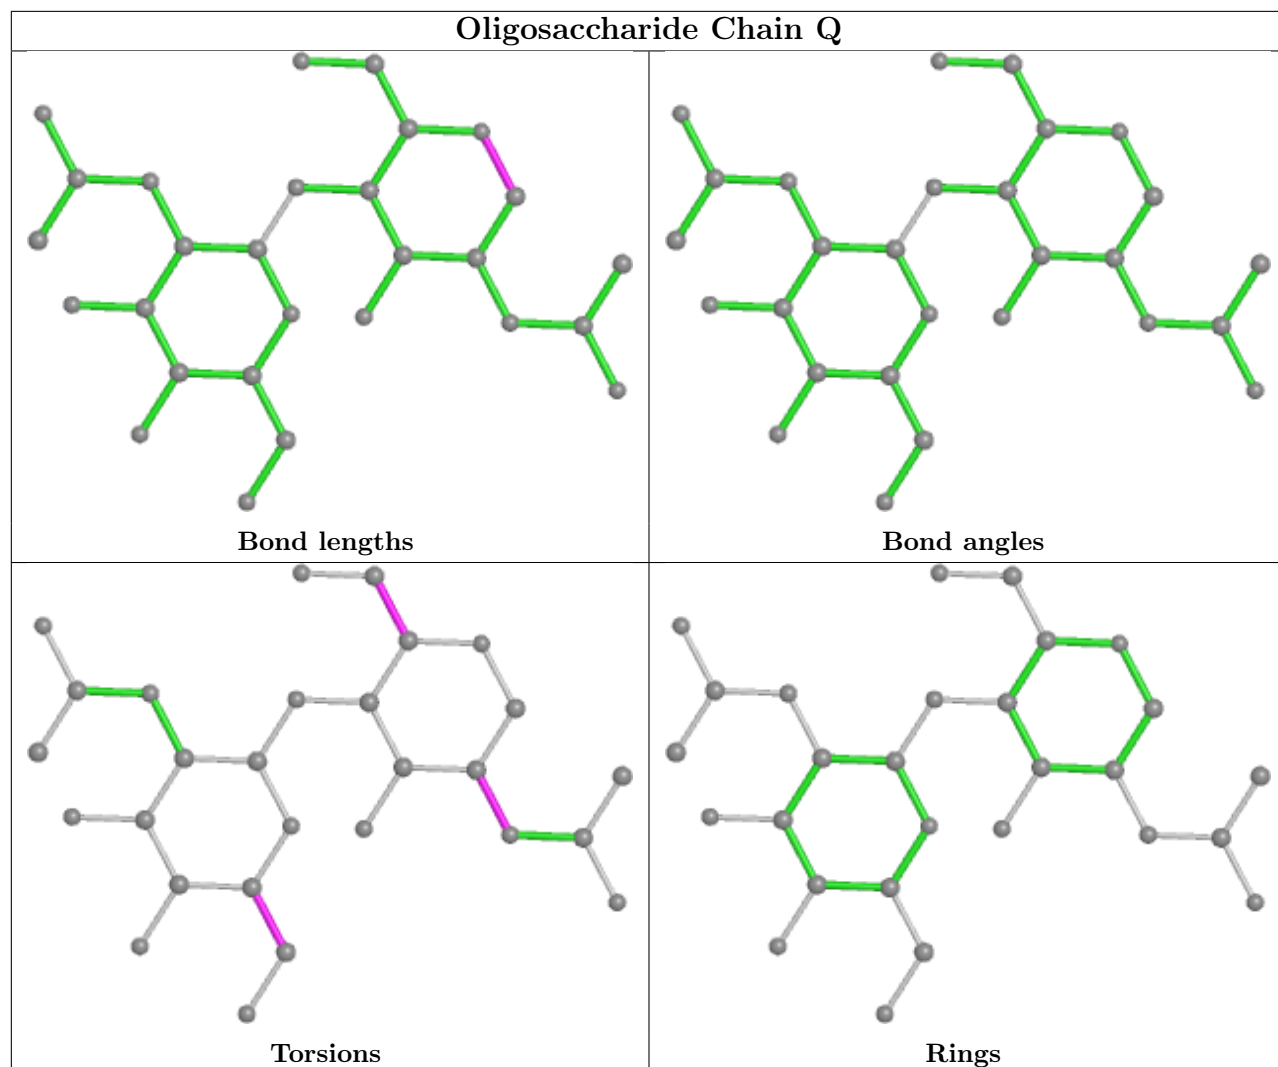 Oligosaccharide Chain Q
Bond lengths
Bond angles
Torsions
Rings